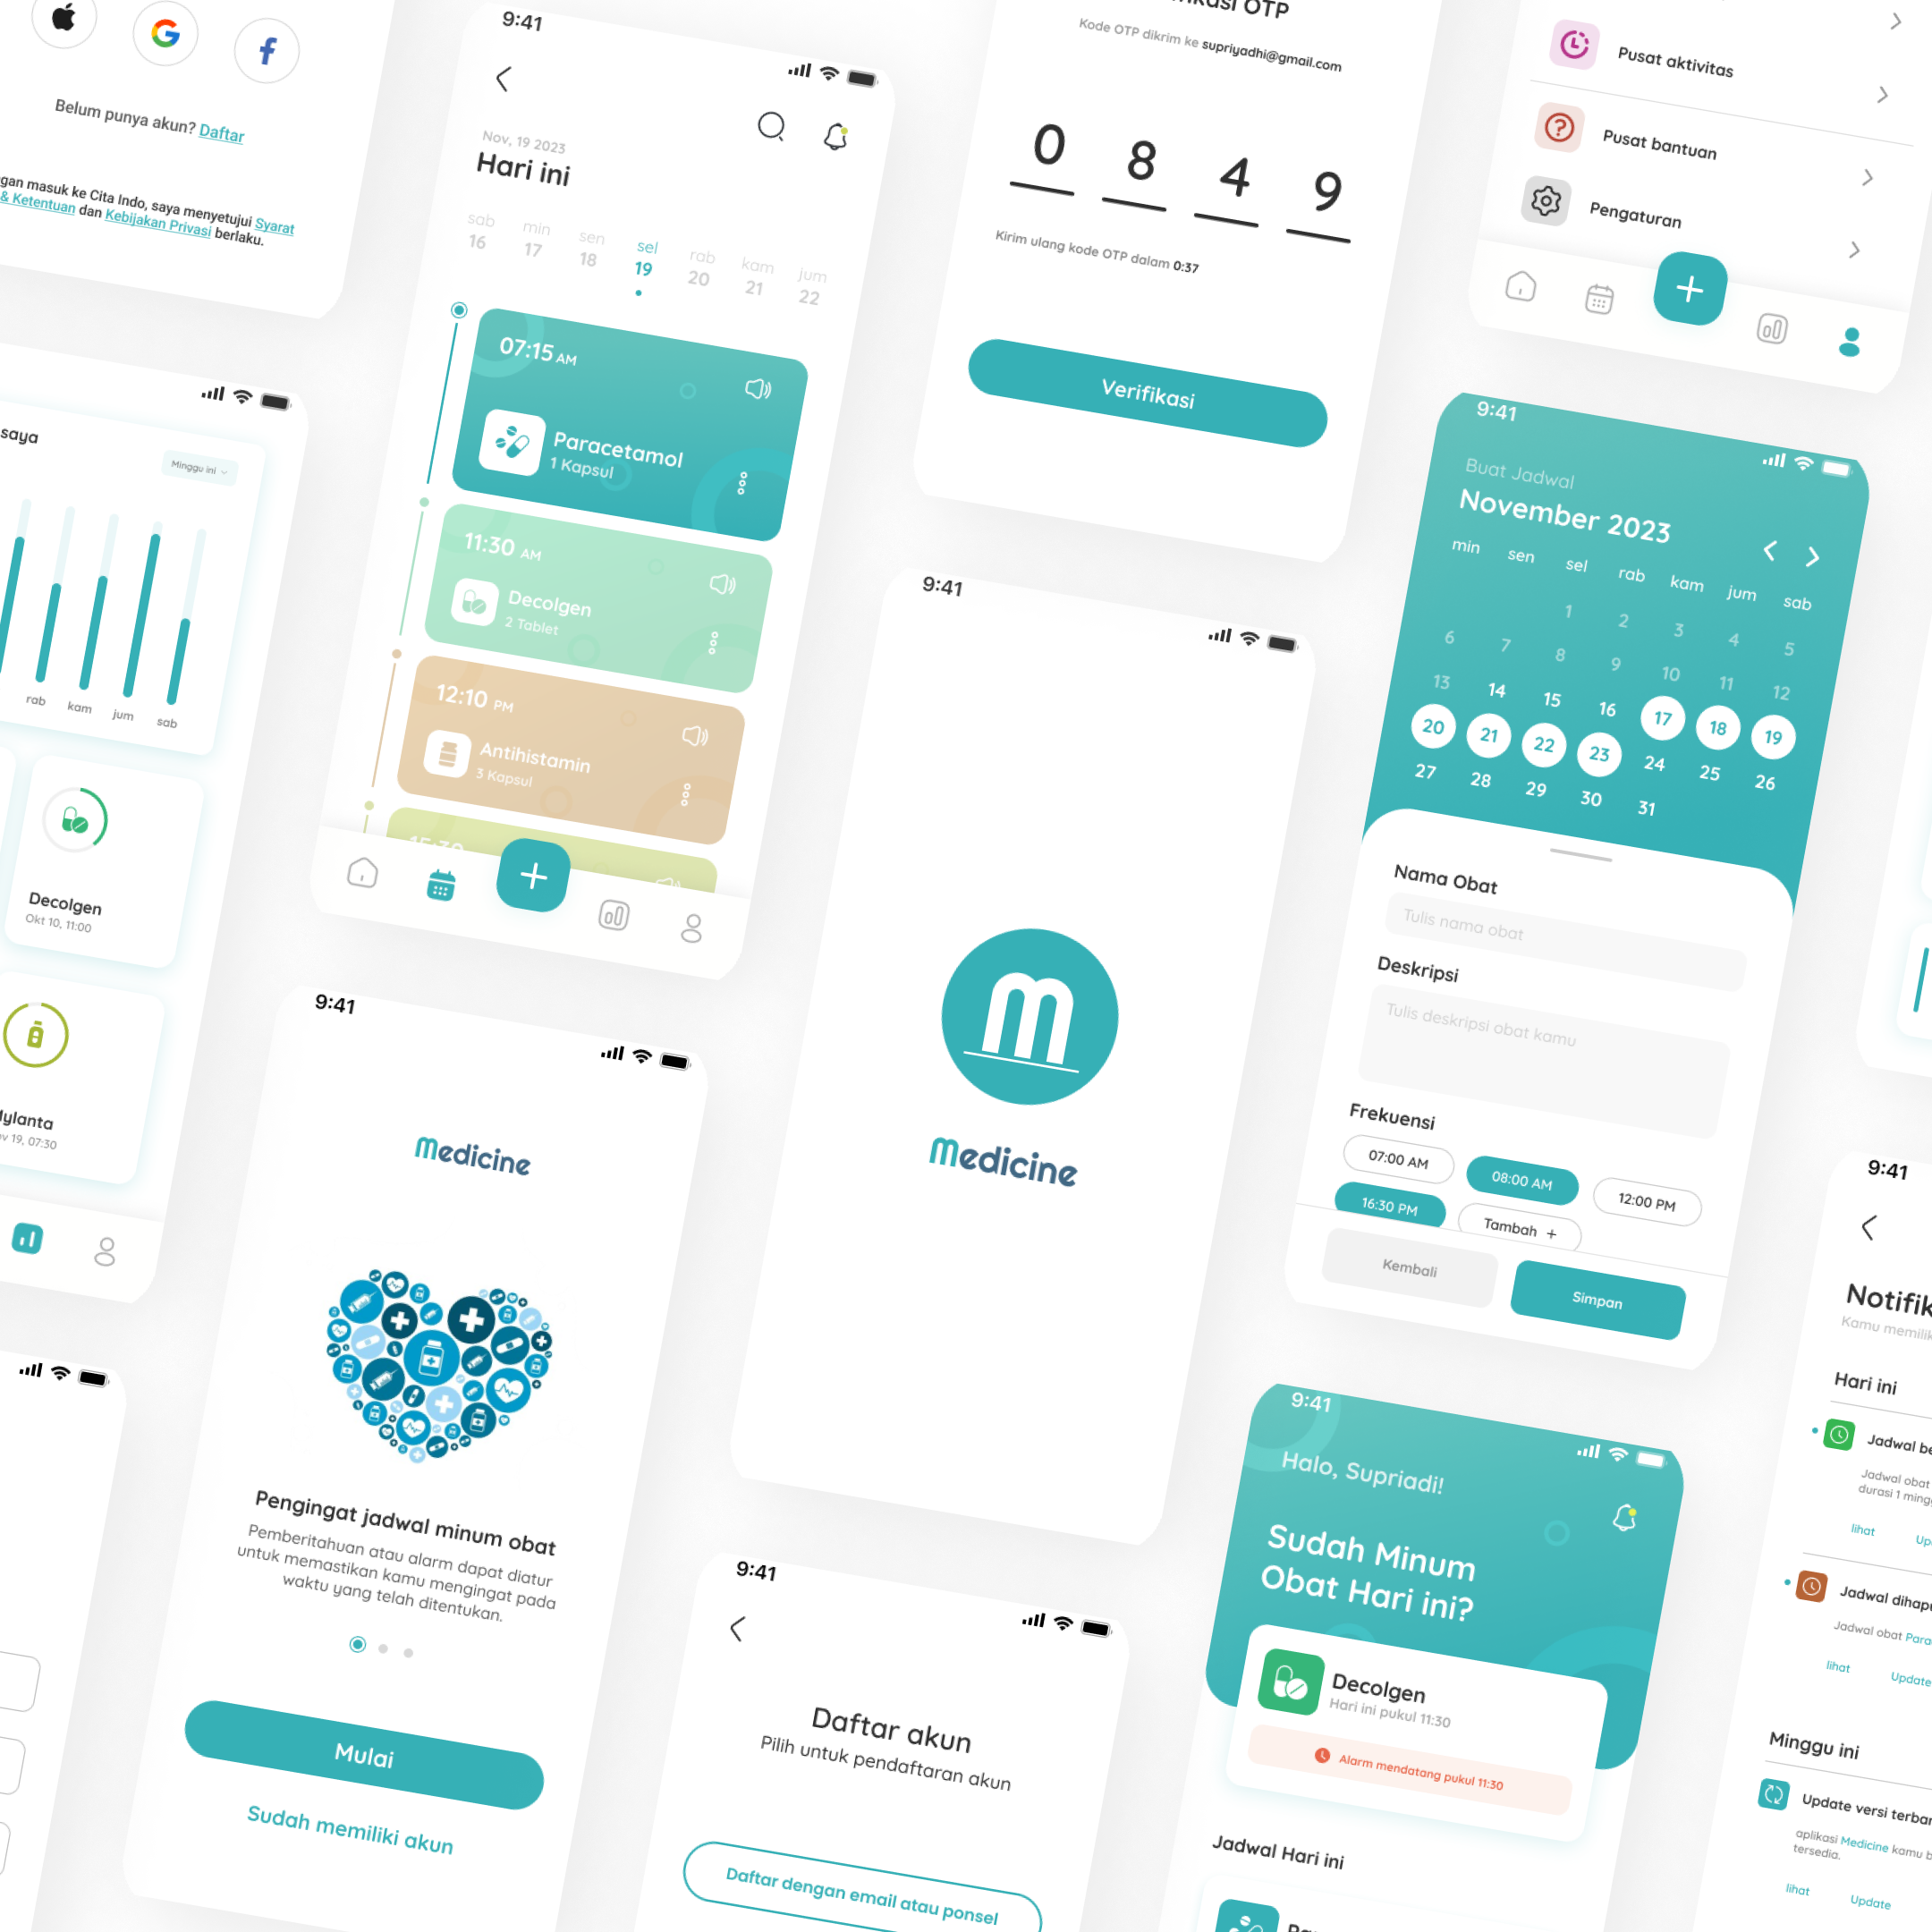 Belum punya akun? Daftar
masuk ke Cita Indo, saya menyetujui Syarat
& Ketentuan dan Kebijakan Privasi berlaku.
saya
Minggu ini
rab kam jum sab
Decolgen
Okt 10, 11:00
07:30
9:41
Nov, 19 2023
Hari ini
sab min sen sel rab kam jum
16 17 18 19 20 21 22
07:15 AM
Paracetamol
1 Kapsul
11:30 AM
Decolgen
2 Tablet
12:10 PM
Antihistamin
3 Kapsul
9:41
Medicine
Pengingat jadwal minum obat
Pemberitahuan atau alarm dapat diatur
untuk memastikan kamu mengingat pada
waktu yang telah ditentukan.
Mulai
Sudah memiliki akun
OTP
Kode OTP dikrim ke supriyadhi@gmail.com
0 8 4 9
Kirim ulang kode OTP dalam 0:37
Verifikasi
9:41
m
Medicine
9:41
Daftar akun
Pilih untuk pendaftaran akun
Daftar dengan email atau ponsel
Pusat aktivitas
Pusat bantuan
Pengaturan
9:41
Buat Jadwal
November 2023
min sen sel rab kam jum sab
1 2 3 4 5
6 7 8 9 10 11 12
13 14 15 16 17 18 19
20 21 22 23 24 25 26
27 28 29 30 31
Nama Obat
Tulis nama obat
Deskripsi
Tulis deskripsi obat kamu
Frekuensi
07:00 AM 08:00 AM 12:00 PM
16:30 PM Tambah +
Kembali Simpan
9:41
Halo, Supriadi!
Sudah Minum
Obat Hari ini?
Decolgen
Hari ini pukul 11:30
Alarm mendatang pukul 11:30
Jadwal Hari ini
9:41
Kamu
Hari ini
Jadwal
Jadwal obat
durasi 1
lihat
Jadwal
Jadwal obat
lihat Update
Minggu ini
Update versi
aplikasi Medicine kamu
tersedia.
lihat Update